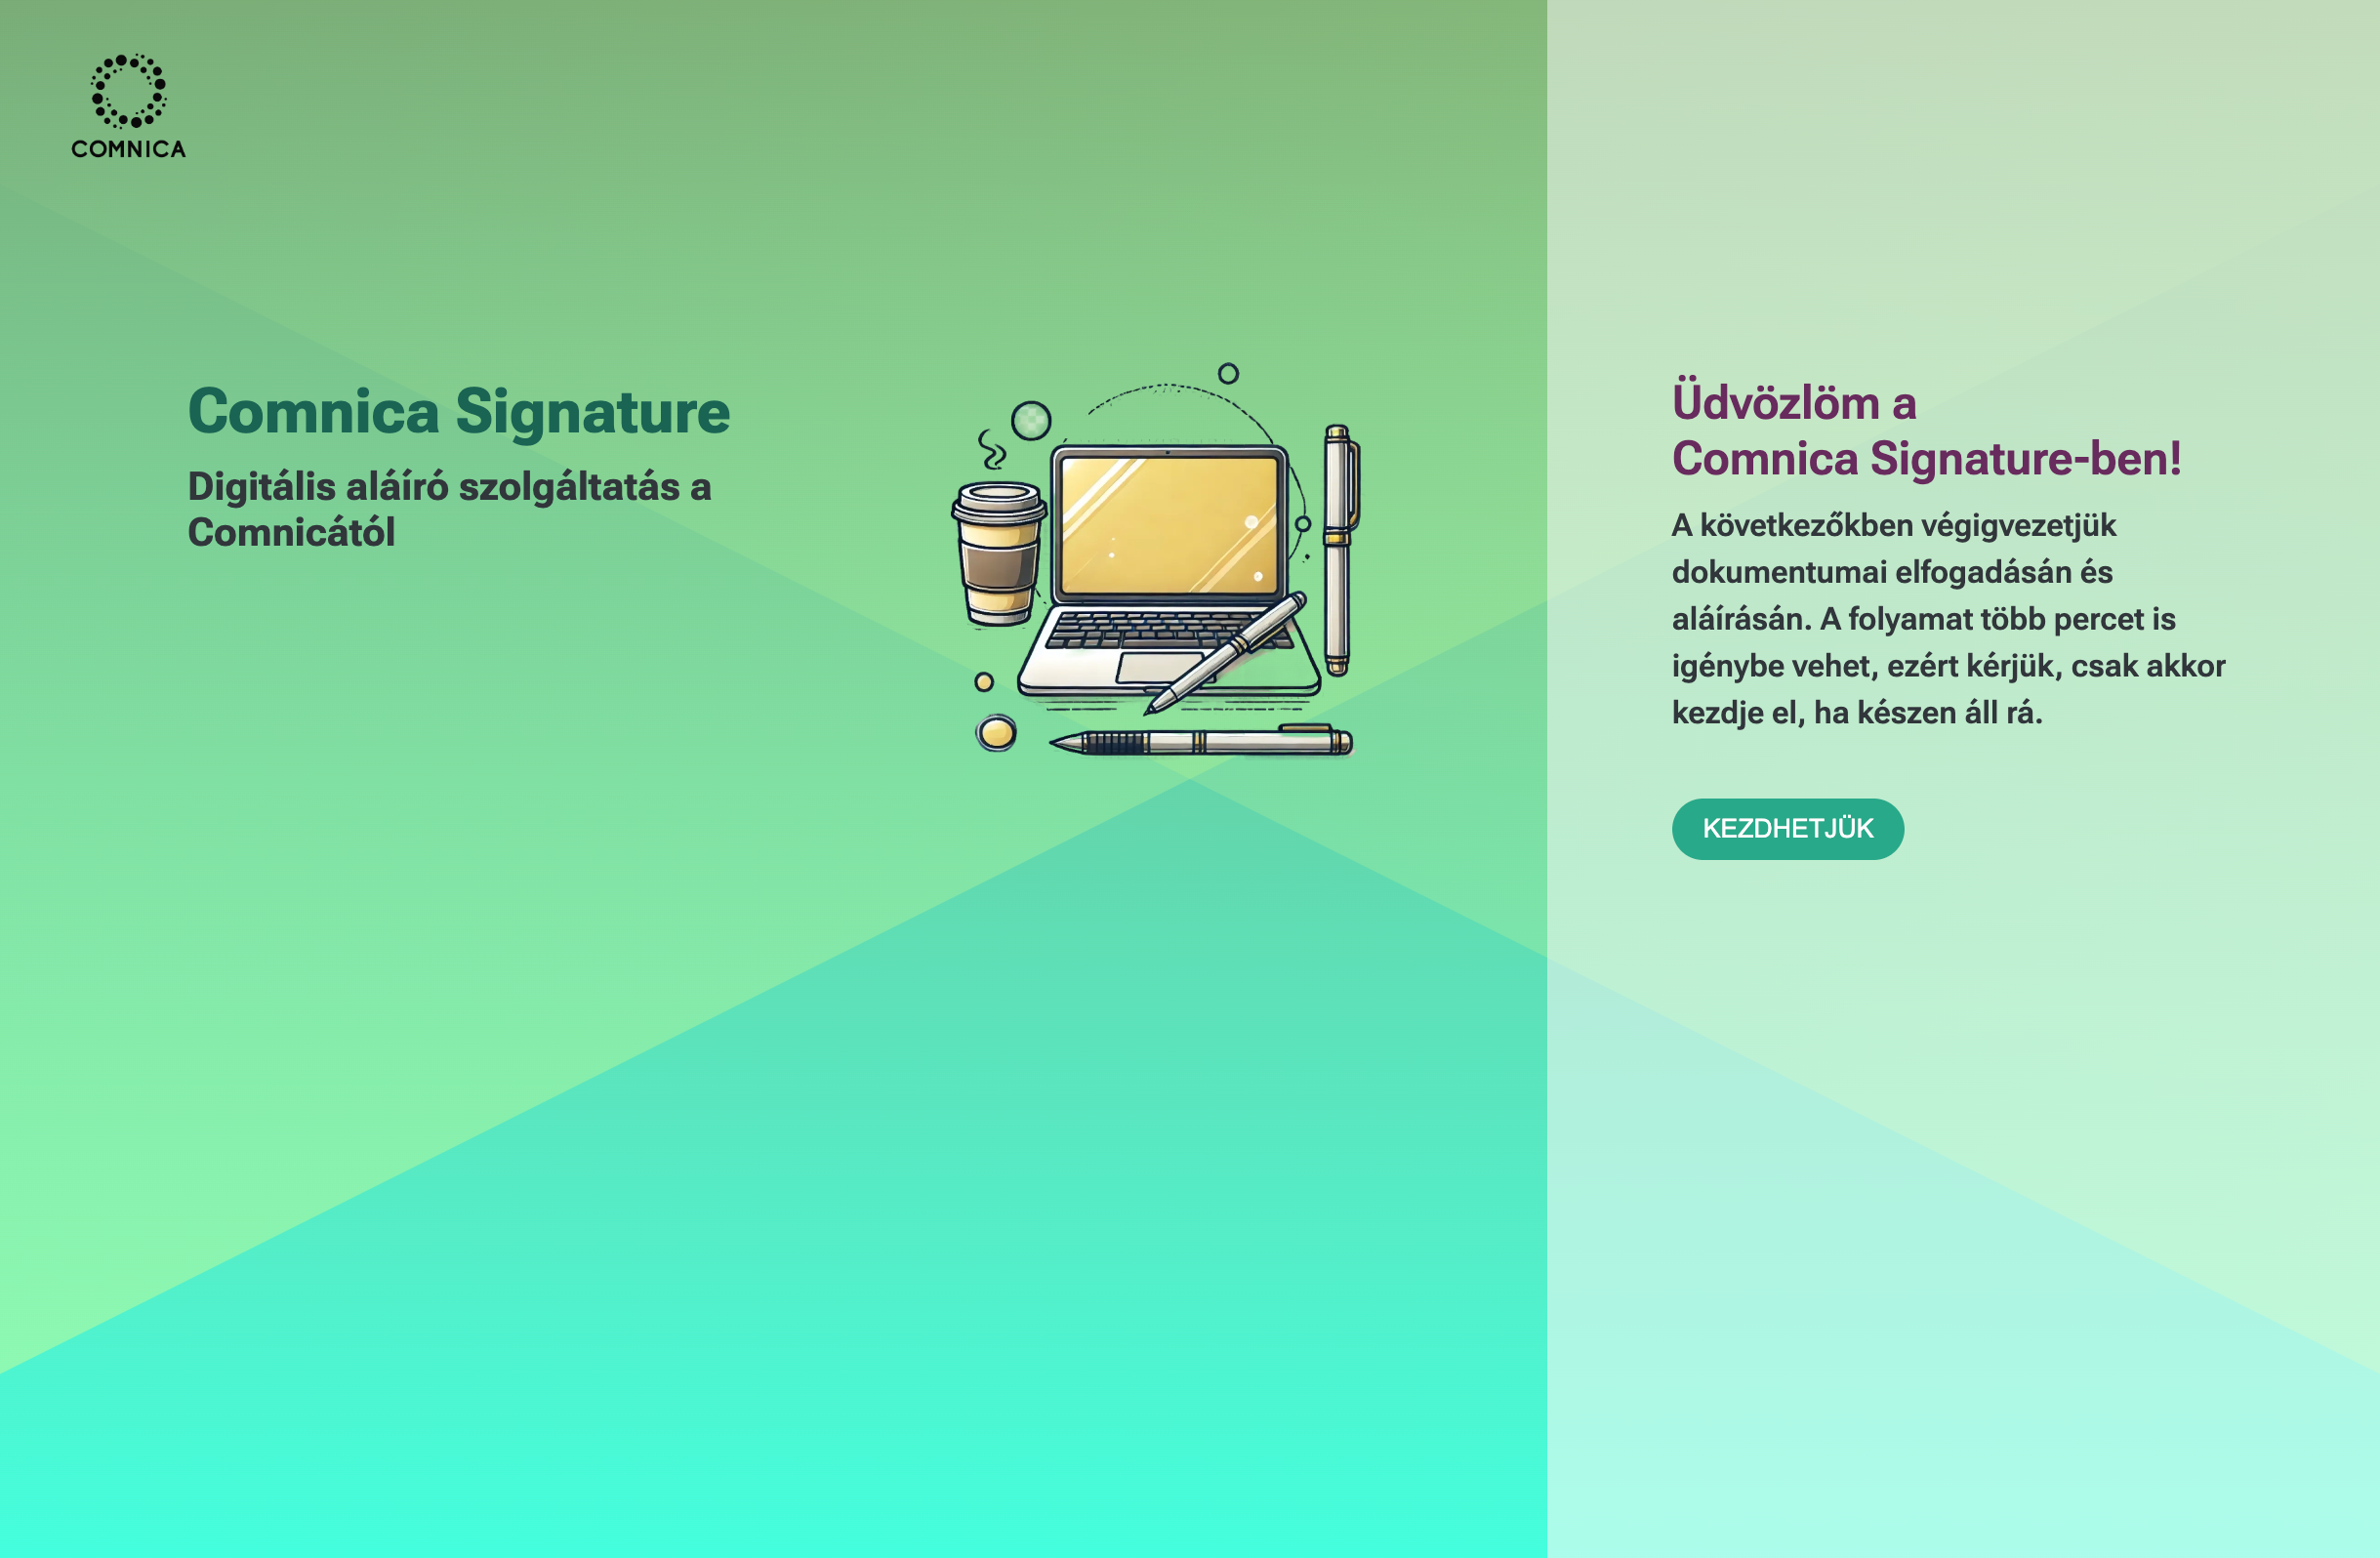 COMNICA
Comnica Signature
Digitális aláíró szolgáltatás a
Comnicától
Üdvözlöm a
Comnica Signature-ben!
A következőkben végigvezetjük
dokumentumai elfogadásán és
aláírásán. A folyamat több percet is
igénybe vehet, ezért kérjük, csak akkor
kezdje el, ha készen áll rá.
KEZDHETJÜK